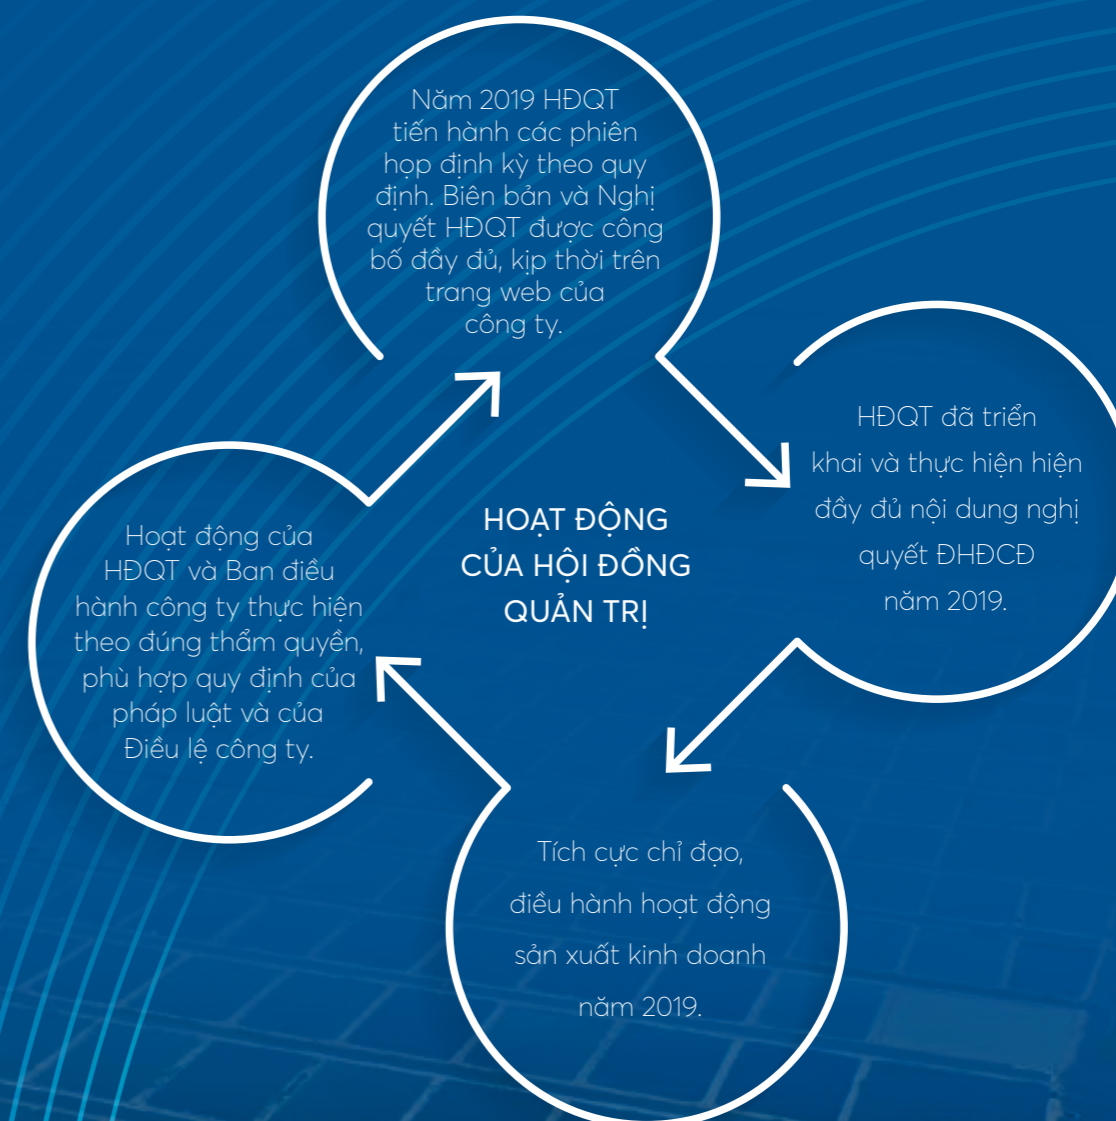 Năm 2019 HĐQT
tiến hành các phiên
họp định kỳ theo quy
định. Biên bản và Nghị
quyết HĐQT được công
bố đầy đủ, kịp thời trên
trang web của
công ty.
HĐQT đã triển
khai và thực hiện hiện
đầy đủ nội dung nghị
quyết ĐHĐCĐ
năm 2019.
HOẠT ĐỘNG
CỦA HỘI ĐỒNG
QUẢN TRỊ
Hoạt động của
HĐQT và Ban điều
hành công ty thực hiện
theo đúng thẩm quyền,
phù hợp quy định của
pháp luật và của
Điều lệ công ty.
Tích cực chỉ đạo,
điều hành hoạt động
sản xuất kinh doanh
năm 2019.